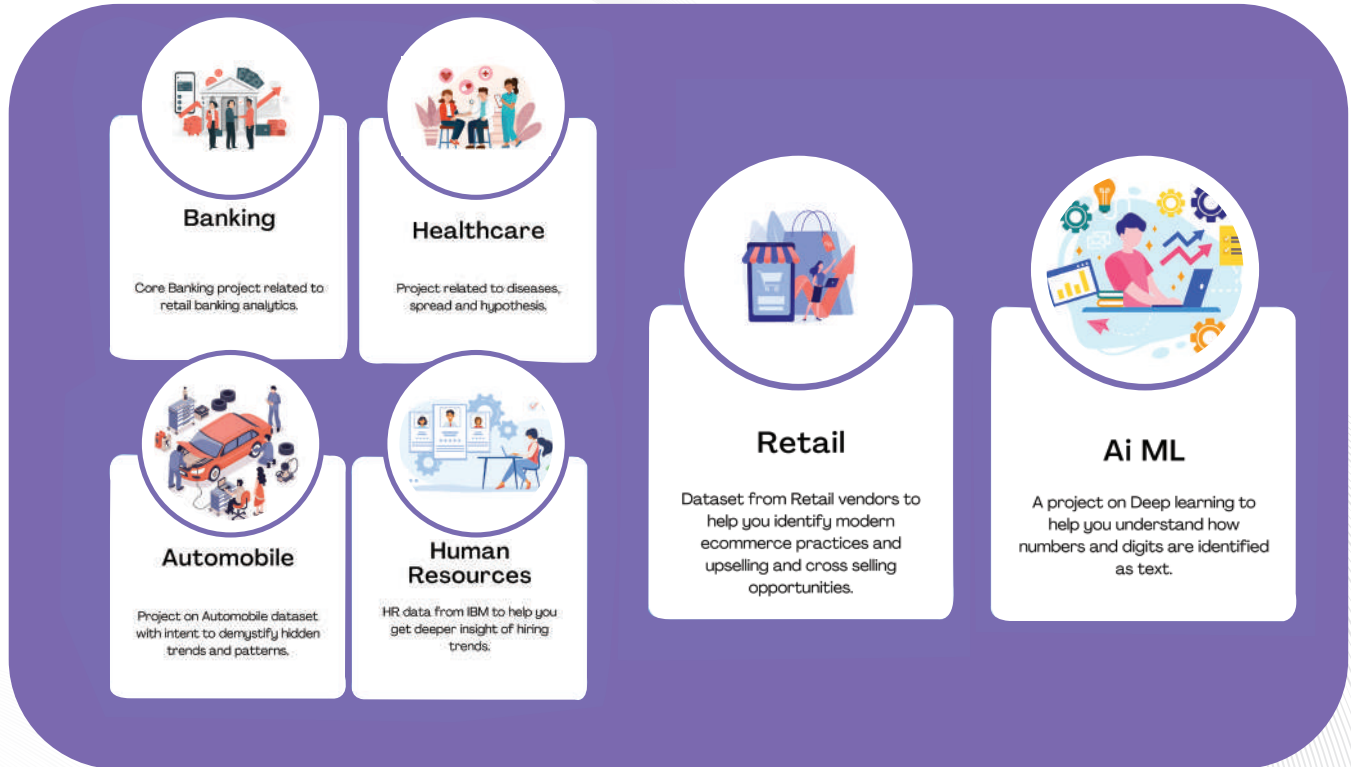 Banking
Core Banking project related to
retail banking analytics.
Healthcare
Project related to diseases,
spread and hypothesis.
Automobile
Project on Automobile dataset
with intent to demystify hidden
trends and patterns.
Human
Resources
HR data from IBM to help you
get deeper insight of hiring
trends.
Retail
Dataset from Retail vendors to
help you identify modern
ecommerce practices and
upselling and cross selling
opportunities.
Ai ML
A project on Deep learning to
help you understand how
numbers and digits are identified
as text.